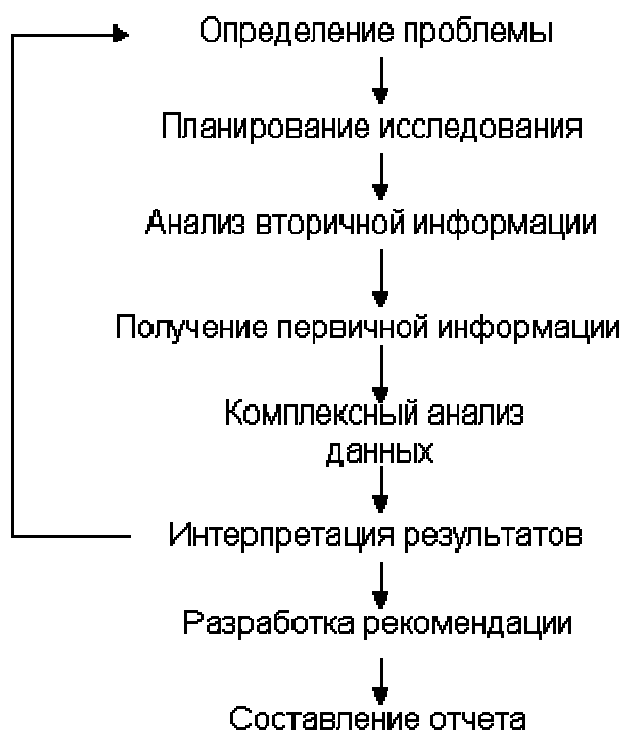 Определение проблемы
Планирование исследования
Анализ вторичной информации
Получение первичной информации
Комплексный анализ
данных
Интерпретация результатов
Разработка рекомендации
Составление отчета